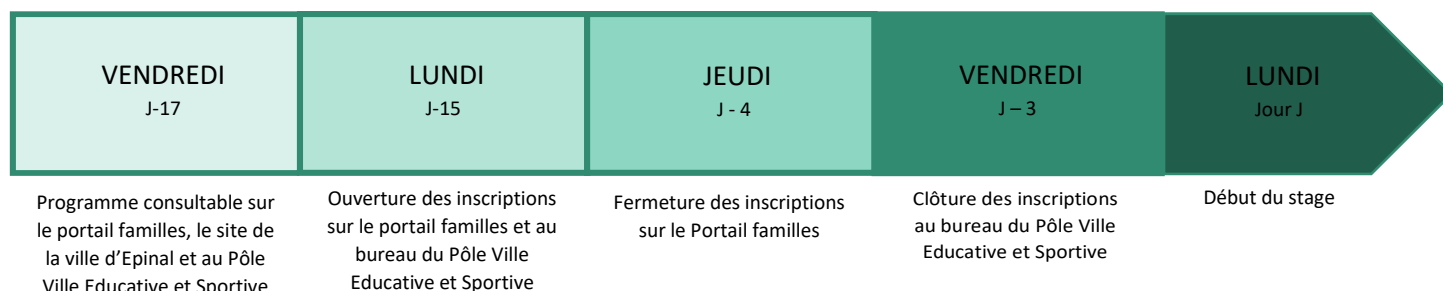 VENDREDI
J-17
LUNDI
J-15
JEUDI
J - 4
VENDREDI
J – 3
LUNDI
Jour J
Programme consultable sur
le portail familles, le site de
la ville d’Epinal et au Pôle
Ville Educative et Sportive
Ouverture des inscriptions
sur le portail familles et au
bureau du Pôle Ville
Educative et Sportive
Fermeture des inscriptions
sur le Portail familles
Clôture des inscriptions
au bureau du Pôle Ville
Educative et Sportive
Début du stage